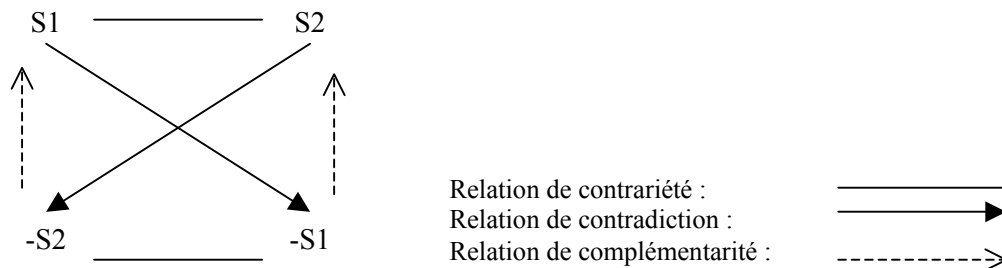 S1 S2
-S2 -S1
Relation de contrariété :
Relation de contradiction :
Relation de complémentarité :